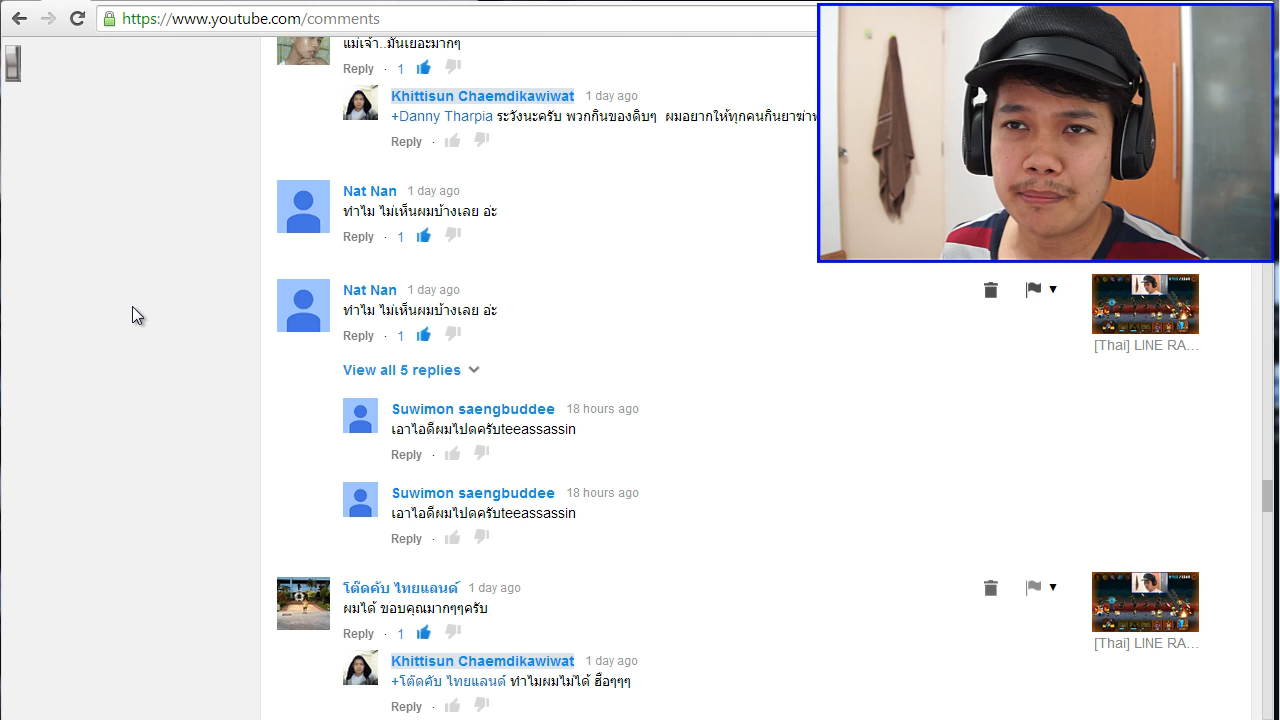 https://www.youtube.com/comments
แม่เจ้า..มันเยอะมากๆ
Reply · 1
Khittisun Chaemdikawiwat 1 day ago
+Danny Tharpia ระวังนะครับ พวกกินของดิบๆ ผมอยากให้ทุกคนกินยาฆ่าพ
Reply ·
Nat Nan 1 day ago
ทำไม ไม่เห็นผมบ้างเลย อ่ะ
Reply · 1
Nat Nan 1 day ago
ทำไม ไม่เห็นผมบ้างเลย อ่ะ
[Thai] LINE RA...
Reply · 1
View all 5 replies
Suwimon saengbuddee 18 hours ago
เอาไอดีผมไปดครับteeassassin
Reply ·
Suwimon saengbuddee 18 hours ago
เอาไอดีผมไปดครับteeassassin
Reply ·
โต๊ดคับ ไทยแลนด์ 1 day ago
ผมได้ ขอบคุณมากๆๆครับ
[Thai] LINE RA...
Reply · 1
Khittisun Chaemdikawiwat 1 day ago
+โต๊ดคับ ไทยแลนด์ ทำไมผมไม่ได้ ฮือๆๆๆ
Reply ·